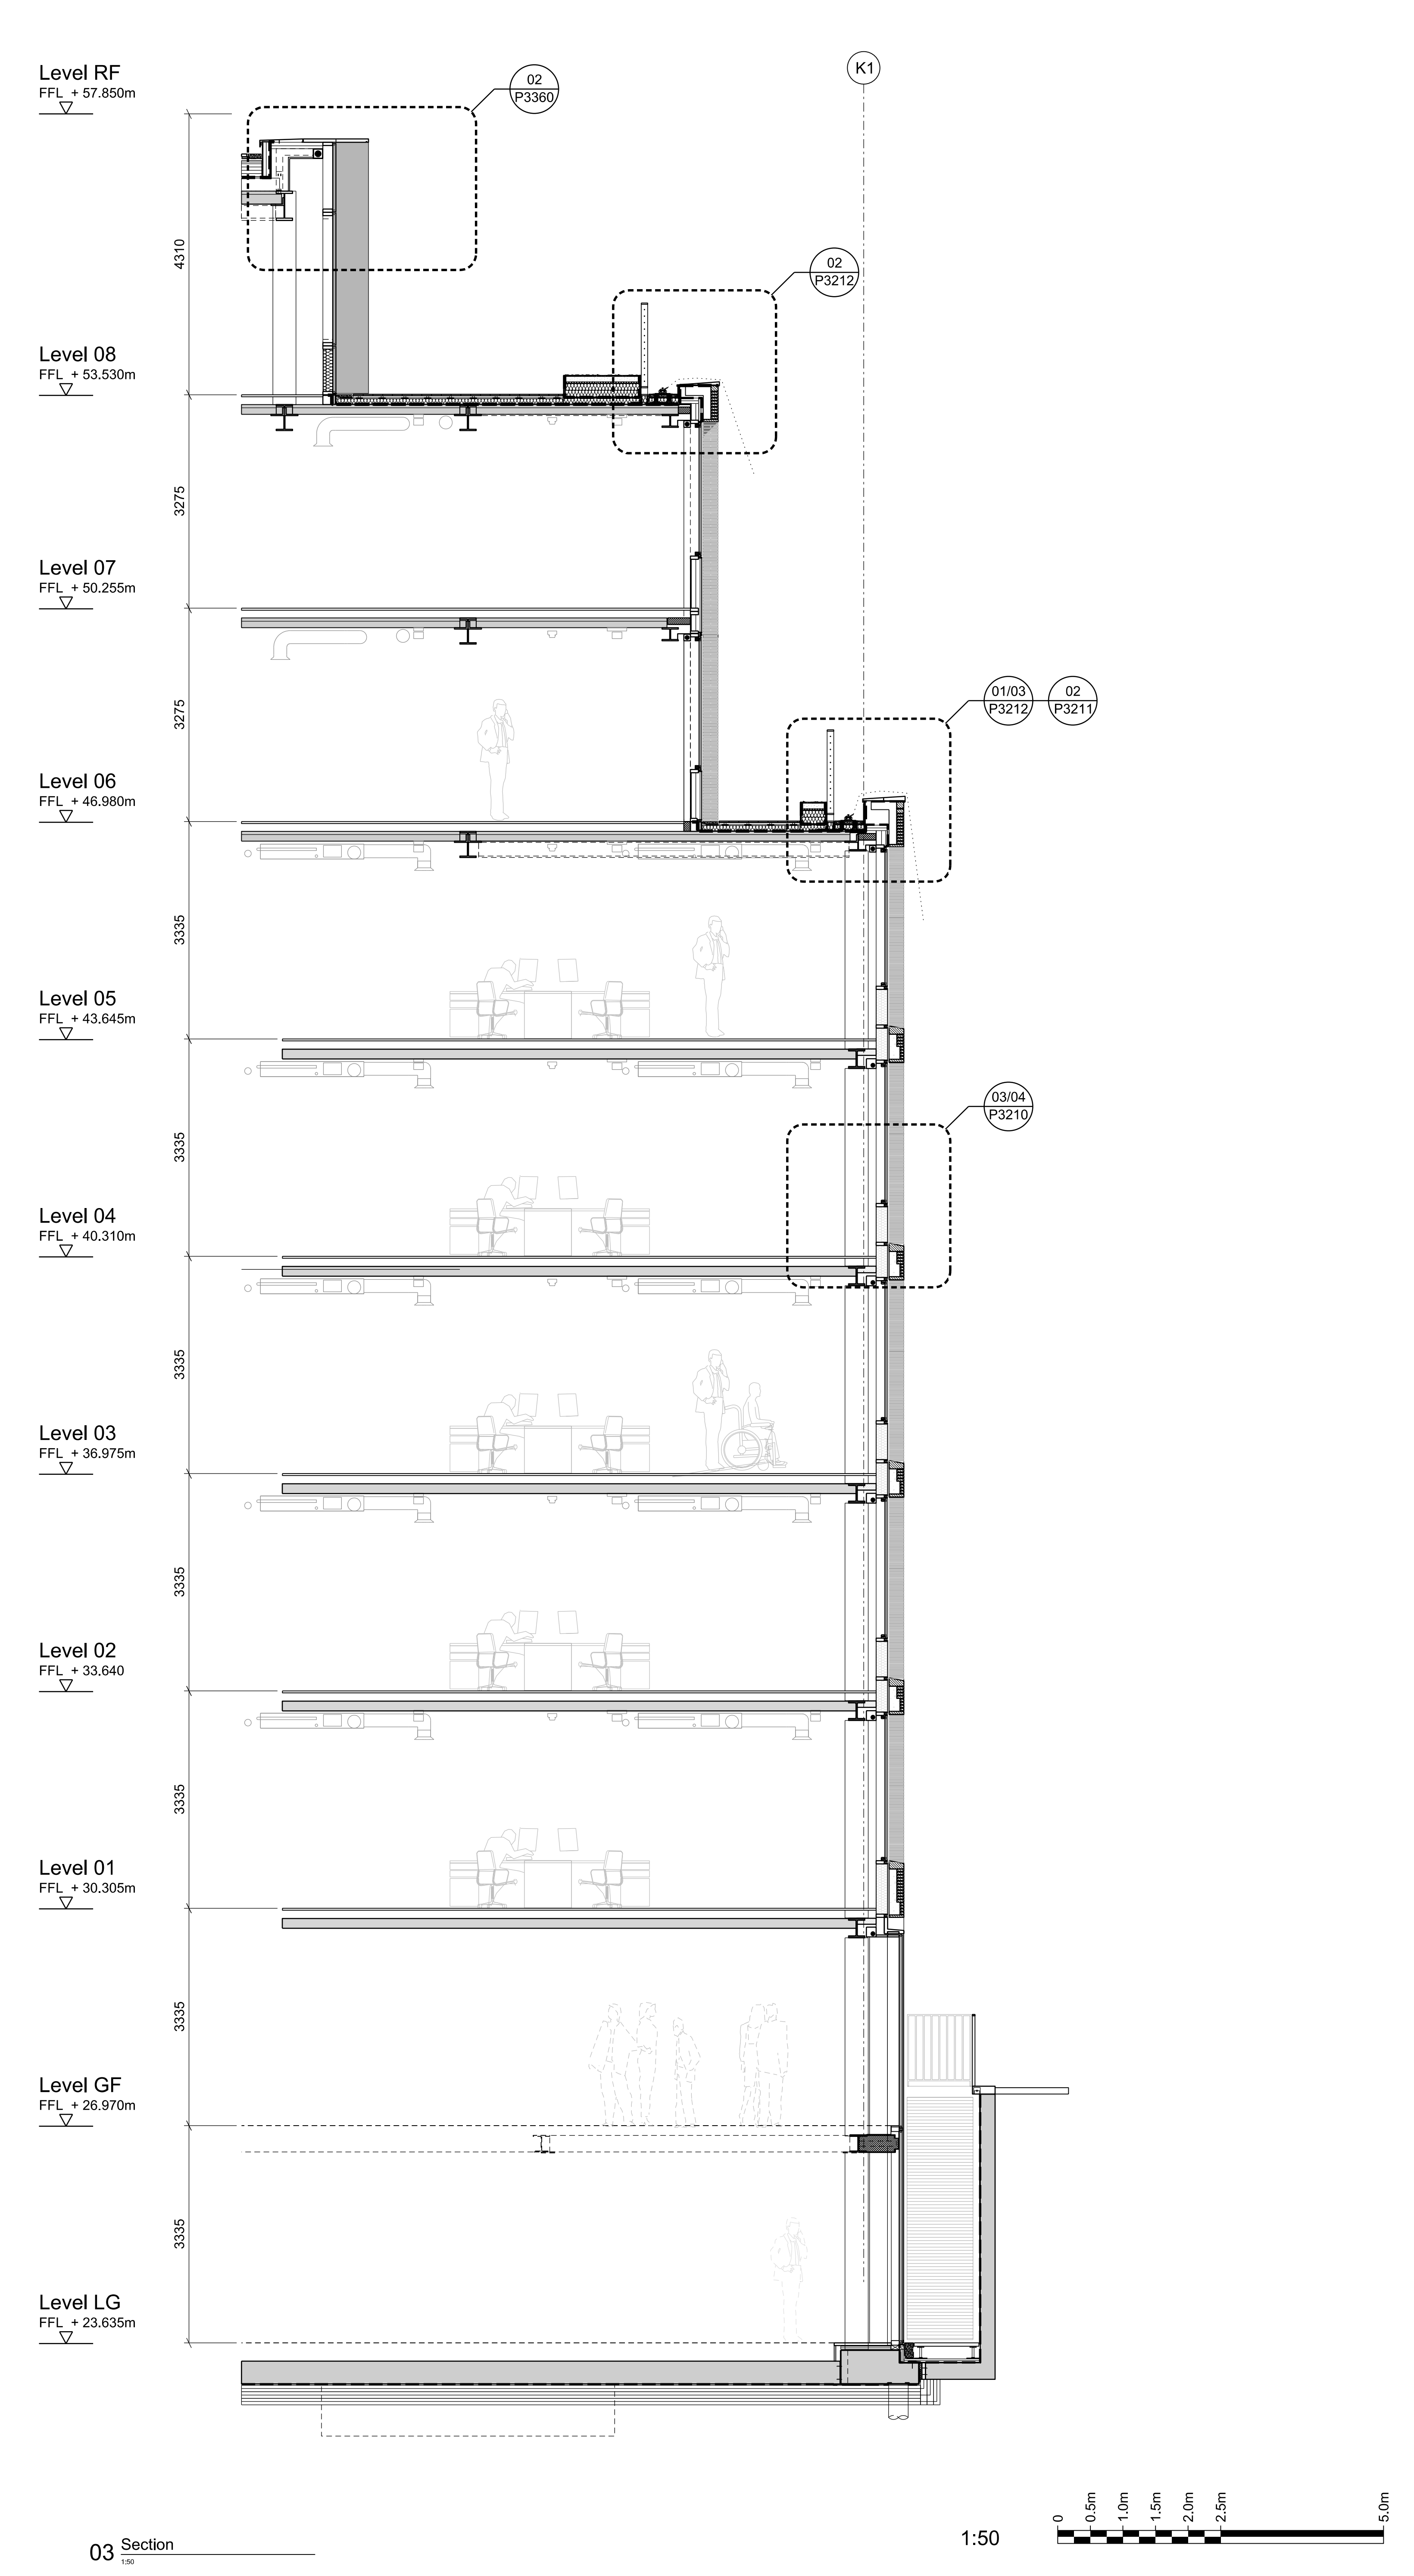 Level RF
FFL + 57.850m
02
P3360
K1
4310
02
P3212
Level 08
FFL + 53.530m
3275
Level 07
FFL + 50.255m
3275
01/03
P3212
02
P3211
Level 06
FFL + 46.980m
3335
Level 05
FFL + 43.645m
03/04
P3210
3335
Level 04
FFL + 40.310m
3335
Level 03
FFL + 36.975m
3335
Level 02
FFL + 33.640
3335
Level 01
FFL + 30.305m
3335
Level GF
FFL + 26.970m
3335
Level LG
FFL + 23.635m
03 Section
1:50
1:50
0 0.5m 1.0m 1.5m 2.0m 2.5m 5.0m